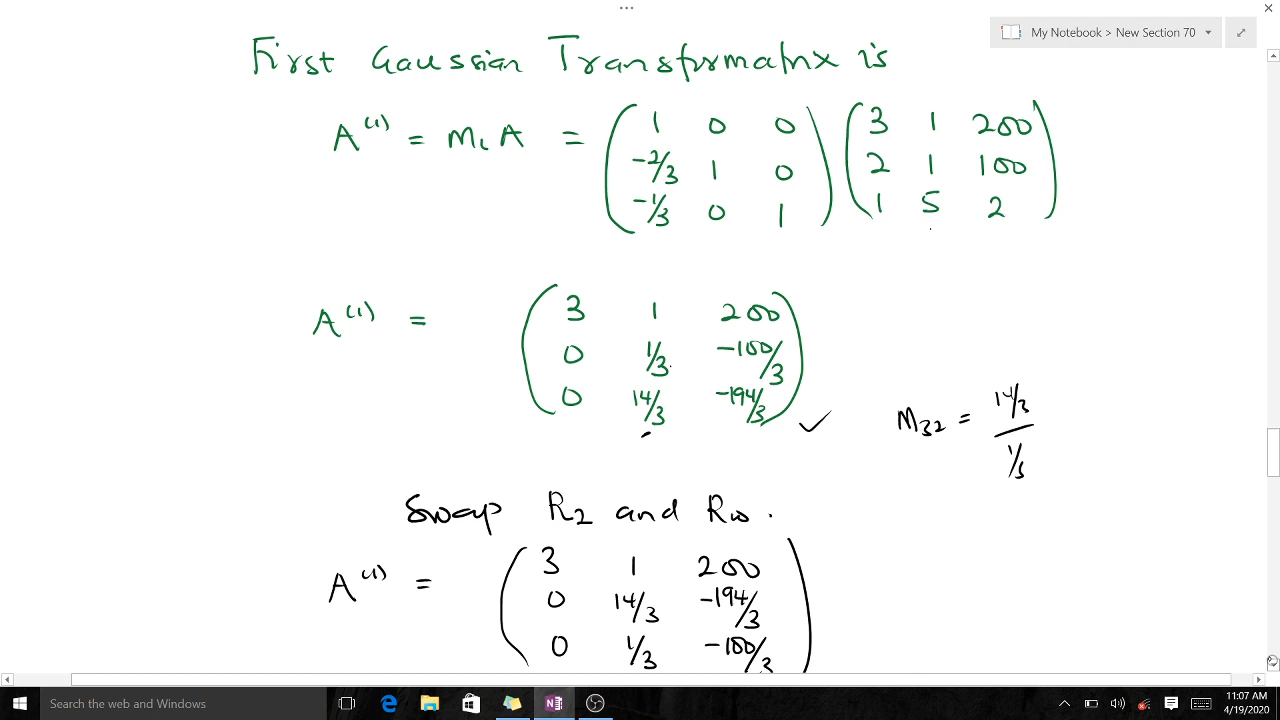 My Notebook > New Section 70
First Gaussian Transformatrix is
A⁽¹⁾ = M₁ A = ( 1 0 0 ) ( 3 1 200 )
( -2/3 1 0 ) ( 2 1 100 )
( -1/3 0 1 ) ( 1 5 2 )
A⁽¹⁾ = ( 3 1 200 )
( 0 1/3 -100/3 )
( 0 14/3 -194/3 ) ✓
M₃₂ = 14/3
1/3
Swap R₂ and
A⁽¹⁾ = ( 3 1 200 )
( 0 14/3 -194/3 )
( 0 1/3 -100/3 )
Search the web and Windows
11:07 AM
4/19/2020